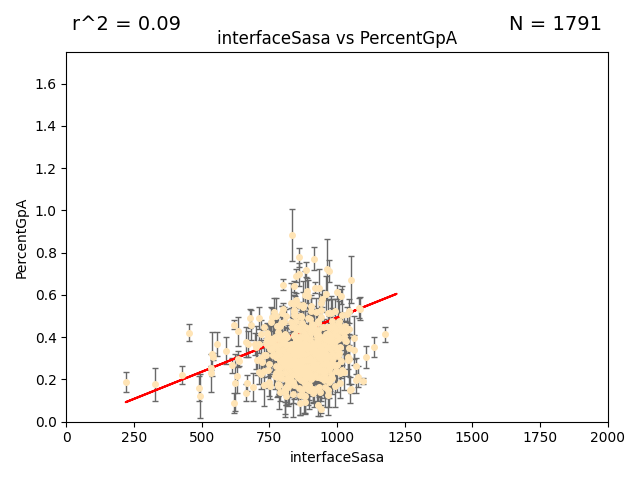 r^2 = 0.09
N = 1791
interfaceSasa vs PercentGpA
PercentGpA
1.6
1.4
1.2
1.0
0.8
0.6
0.4
0.2
0.0
0 250 500 750 1000 1250 1500 1750 2000
interfaceSasa